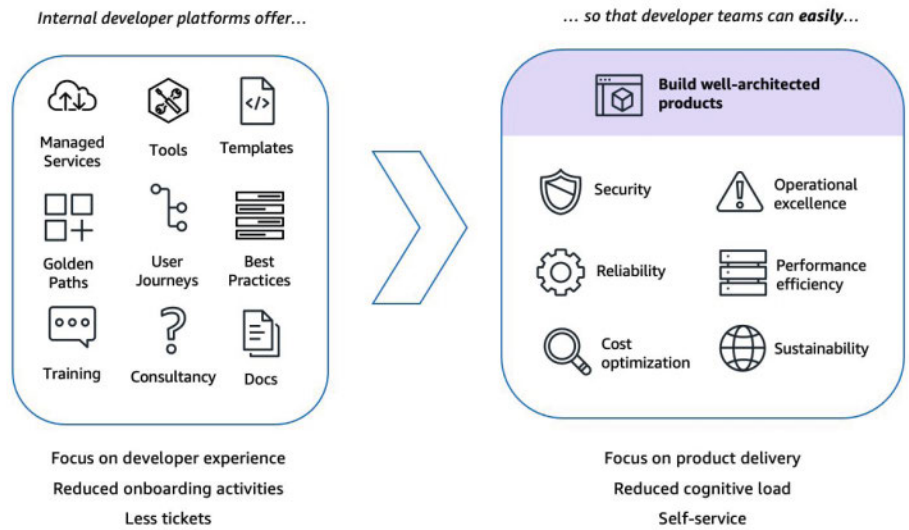 Internal developer platforms offer...
Managed
Services
Tools
Templates
Golden
Paths
User
Journeys
Best
Practices
Training
Consultancy
Docs
Focus on developer experience
Reduced onboarding activities
Less tickets
... so that developer teams can easily...
Build well-architected
products
Security
Operational
excellence
Reliability
Performance
efficiency
Cost
optimization
Sustainability
Focus on product delivery
Reduced cognitive load
Self-service